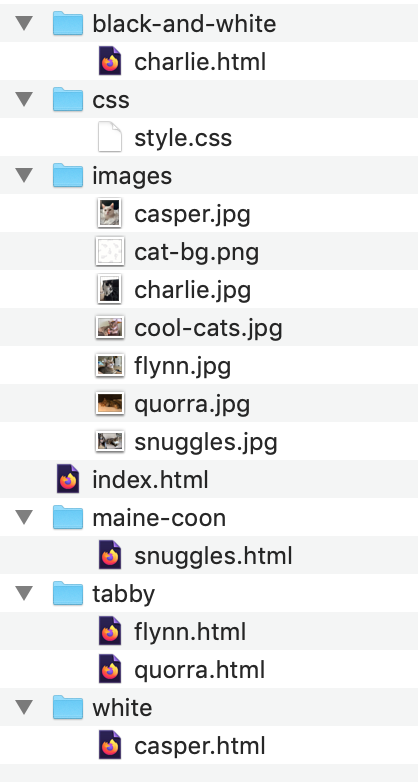 black-and-white
charlie.html
css
style.css
images
casper.jpg
cat-bg.png
charlie.jpg
cool-cats.jpg
flynn.jpg
quorra.jpg
snuggles.jpg
index.html
maine-coon
snuggles.html
tabby
flynn.html
quorra.html
white
casper.html